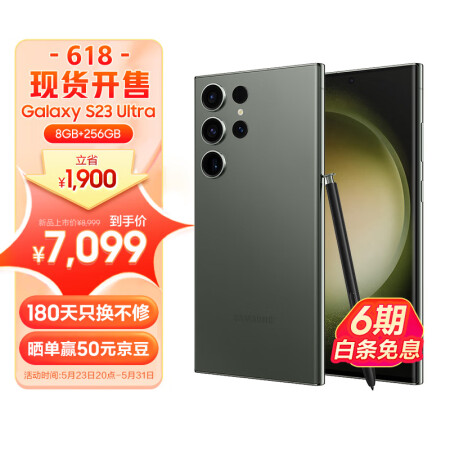 -618-
现货开售
Galaxy S23 Ultra
8GB+256GB
立省
¥1,900
新品上市价¥8,999 到手价
¥7,099
180天只换不修
晒单赢50元京豆
活动时间:5月23日20点-5月31日
SAMSUNG
6期
白条免息